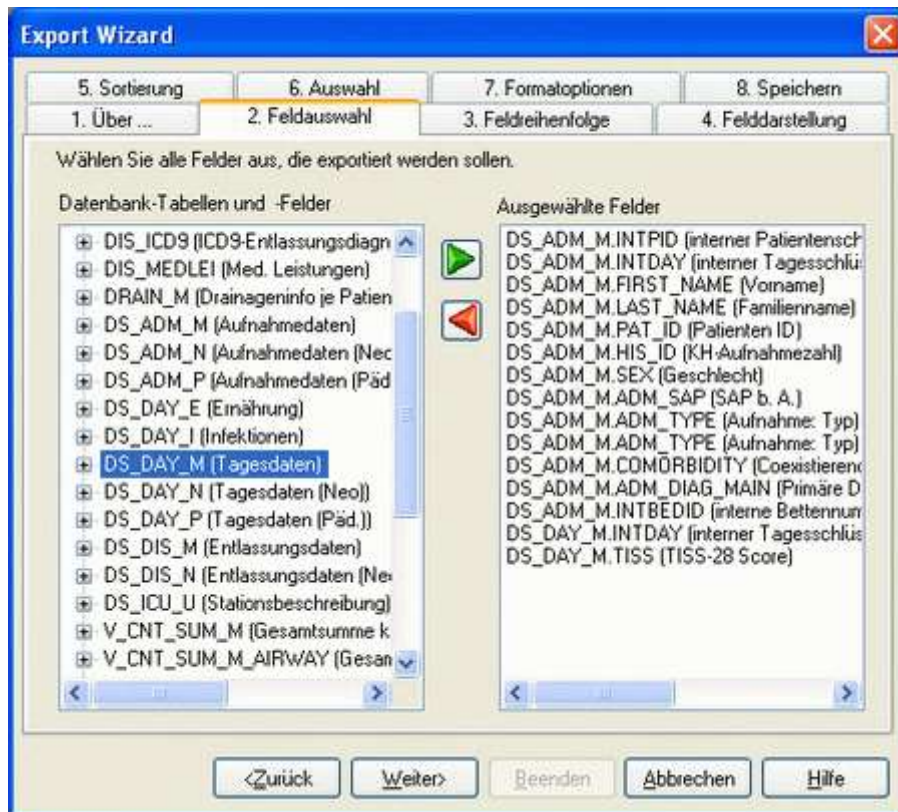 Export Wizard
5. Sortierung 6. Auswahl 7. Formatoptionen 8. Speichern
1. Über ... 2. Feldauswahl 3. Feldreihenfolge 4. Felddarstellung
Wählen Sie alle Felder aus, die exportiert werden sollen.
Datenbank-Tabellen und -Felder
DIS_ICD9 (ICD9-Entlassungsdiagn
DIS_MEDLEI (Med. Leistungen)
DRAIN_M (Drainageninfo je Patien
DS_ADM_M (Aufnahmedaten)
DS_ADM_N (Aufnahmedaten (Neo
DS_ADM_P (Aufnahmedaten (Päd
DS_DAY_E (Ernährung)
DS_DAY_I (Infektionen)
DS_DAY_M (Tagesdaten)
DS_DAY_N (Tagesdaten (Neo))
DS_DAY_P (Tagesdaten (Päd.))
DS_DIS_M (Entlassungsdaten)
DS_DIS_N (Entlassungsdaten (Neo
DS_ICU_U (Stationsbeschreibung)
V_CNT_SUM_M (Gesamtsumme k
V_CNT_SUM_M_AIRWAY (Gesam
Ausgewählte Felder
DS_ADM_M.INTPID (interner Patientensch
DS_ADM_M.INTDAY (interner Tagesschlüs
DS_ADM_M.FIRST_NAME (Vorname)
DS_ADM_M.LAST_NAME (Familienname)
DS_ADM_M.PAT_ID (Patienten ID)
DS_ADM_M.HIS_ID (KH-Aufnahmezahl)
DS_ADM_M.SEX (Geschlecht)
DS_ADM_M.ADM_SAP (SAP b. A.)
DS_ADM_M.ADM_TYPE (Aufnahme: Typ)
DS_ADM_M.ADM_TYPE (Aufnahme: Typ)
DS_ADM_M.COMORBIDITY (Coexistieren
DS_ADM_M.ADM_DIAG_MAIN (Primäre D
DS_ADM_M.INTBEDID (interne Bettennum
DS_DAY_M.INTDAY (interner Tagesschlüs
DS_DAY_M.TISS (TISS-28 Score)
<Zurück Weiter> Beenden Abbrechen Hilfe